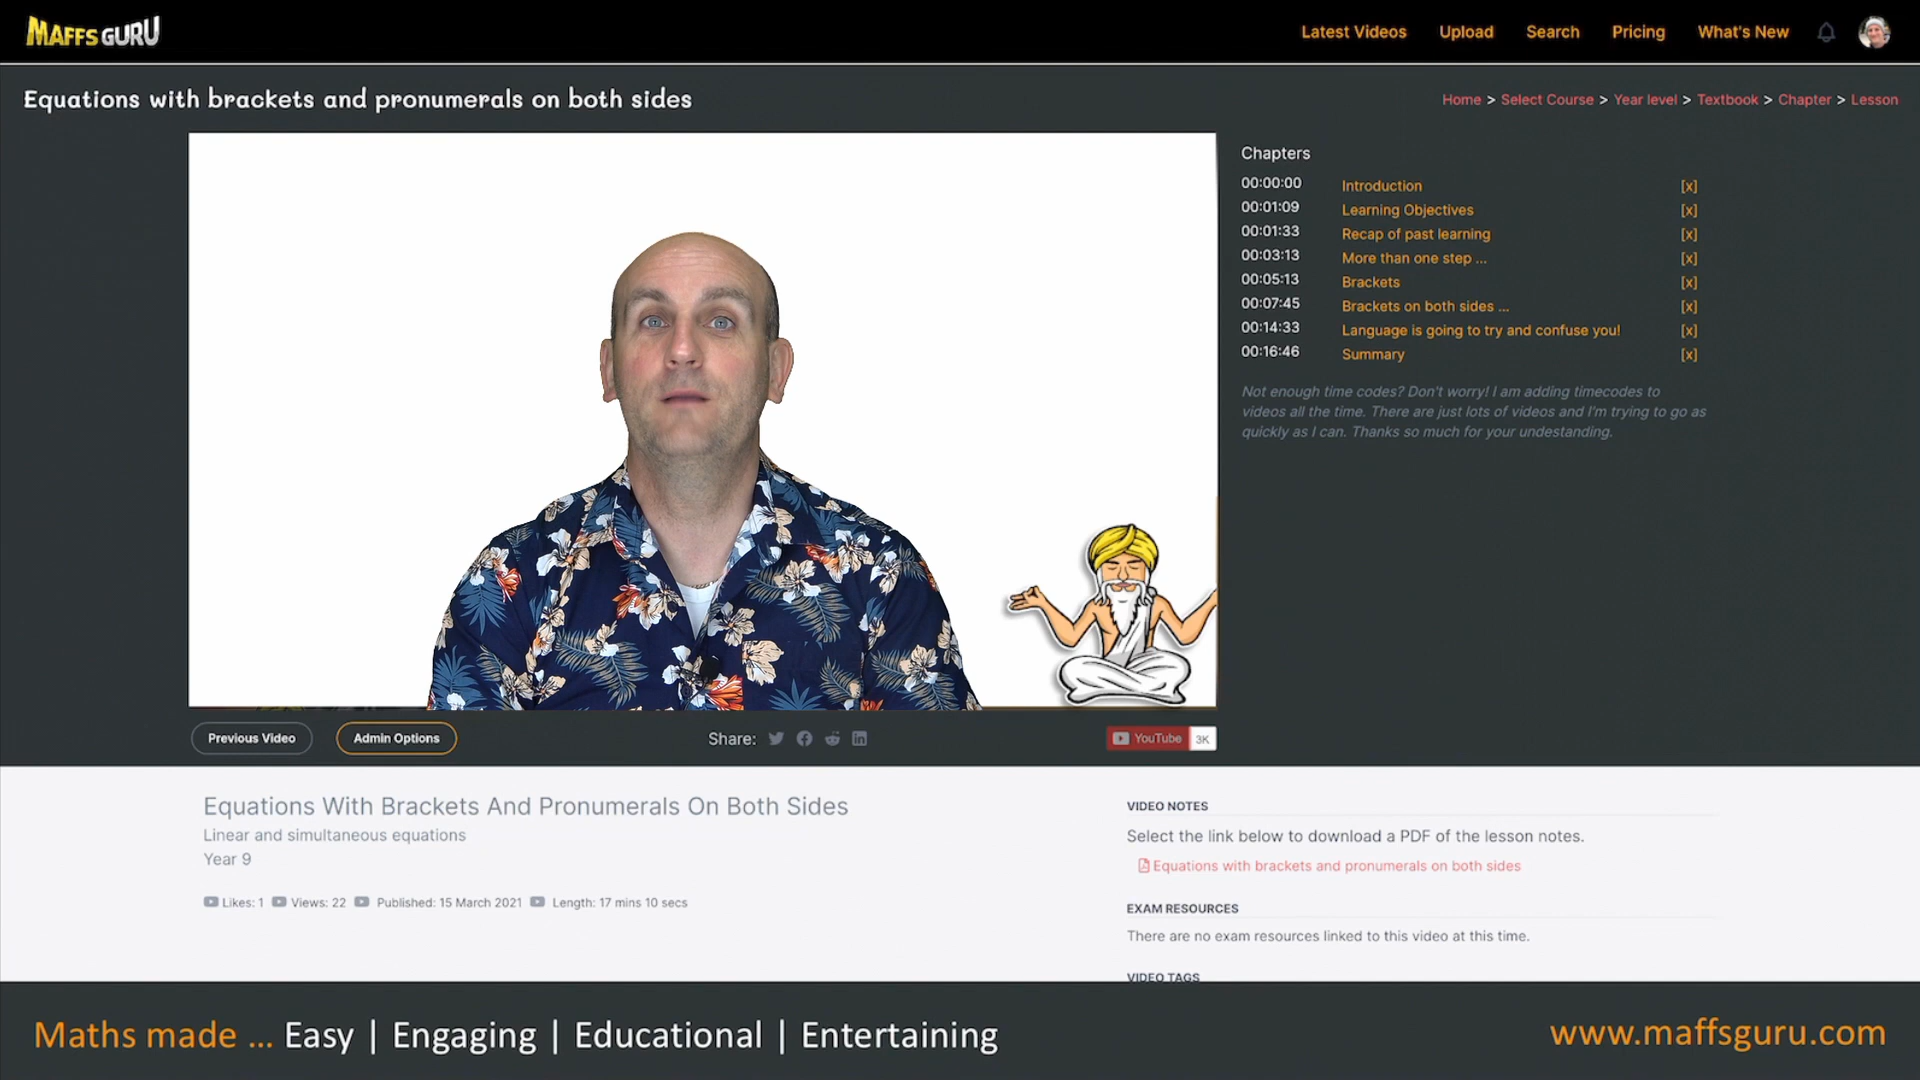 MAFFSGURU
Latest Videos Upload Search Pricing What's New
Equations with brackets and pronumerals on both sides
Home > Select Course > Year level > Textbook > Chapter > Lesson
Chapters
00:00:00 Introduction [x]
00:01:09 Learning Objectives [x]
00:01:33 Recap of past learning [x]
00:03:13 More than one step ... [x]
00:05:13 Brackets [x]
00:07:45 Brackets on both sides ... [x]
00:14:33 Language is going to try and confuse you! [x]
00:16:46 Summary [x]
Not enough time codes? Don't worry! I am adding timecodes to
videos all the time. There are just lots of videos and I'm trying to go as
quickly as I can. Thanks so much for your undestanding.
Previous Video Admin Options Share: YouTube 3K
Equations With Brackets And Pronumerals On Both Sides
Linear and simultaneous equations
Year 9
Likes: 1 Views: 22 Published: 15 March 2021 Length: 17 mins 10 secs
VIDEO NOTES
Select the link below to download a PDF of the lesson notes.
Equations with brackets and pronumerals on both sides
EXAM RESOURCES
There are no exam resources linked to this video at this time.
VIDEO TAGS
Maths made ... Easy | Engaging | Educational | Entertaining
www.maffsguru.com